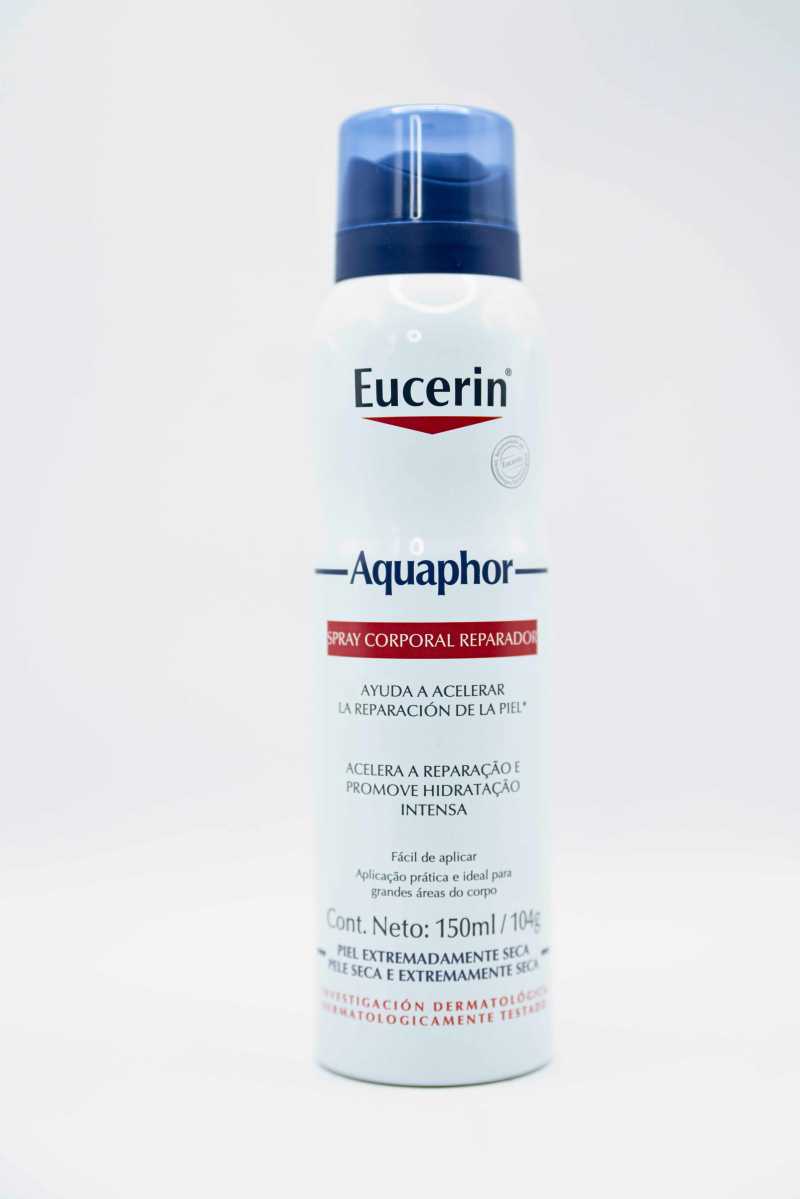 Eucerin®
Eucerin
Aquaphor
SPRAY CORPORAL REPARADOR
AYUDA A ACELERAR
LA REPARACIÓN DE LA PIEL*
ACELERA A REPARAÇÃO E
PROMOVE HIDRATAÇÃO
INTENSA
Fácil de aplicar
Aplicação prática e ideal para
grandes áreas do corpo
Cont. Neto: 150ml / 104g
PIEL EXTREMADAMENTE SECA
PELE SECA E EXTREMAMENTE SECA
INVESTIGACIÓN DERMATOLÓGICA
DERMATOLOGICAMENTE TESTADO